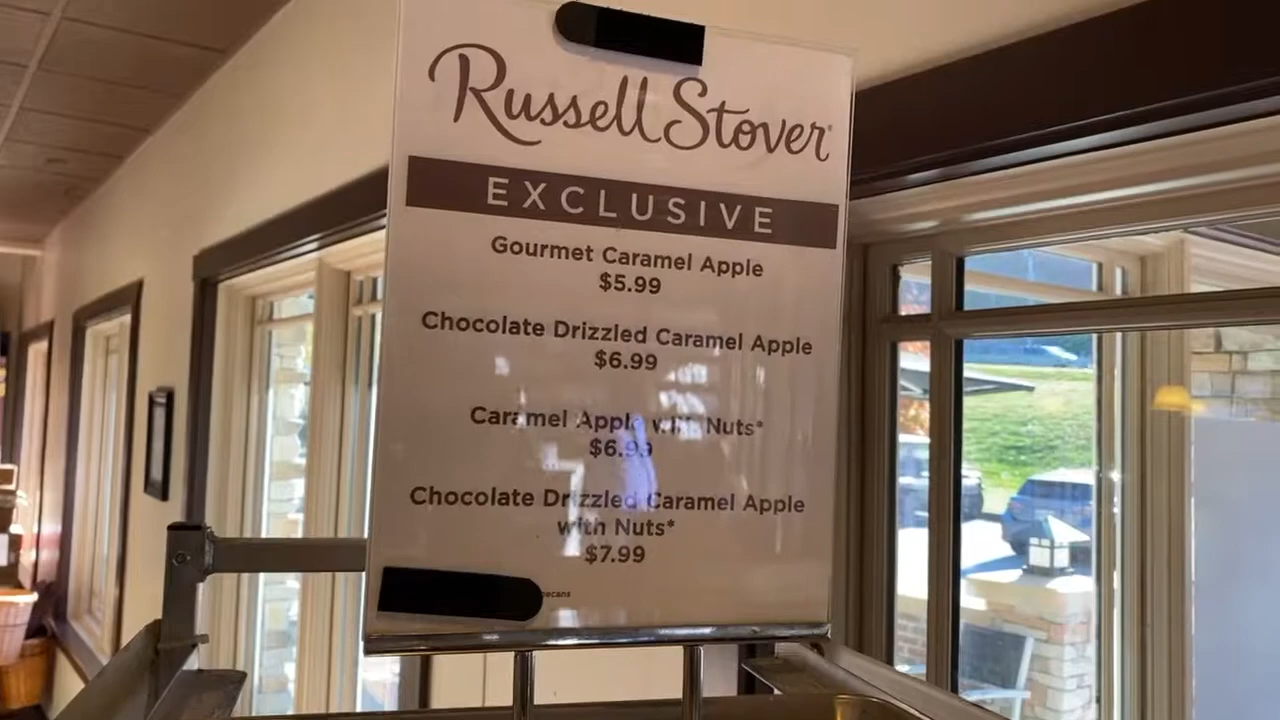 Russell Stover
EXCLUSIVE
Gourmet Caramel Apple
$5.99
Chocolate Drizzled Caramel Apple
$6.99
Caramel Apple with Nuts*
$6.99
Chocolate Drizzled Caramel Apple
with Nuts*
$7.99
pecans